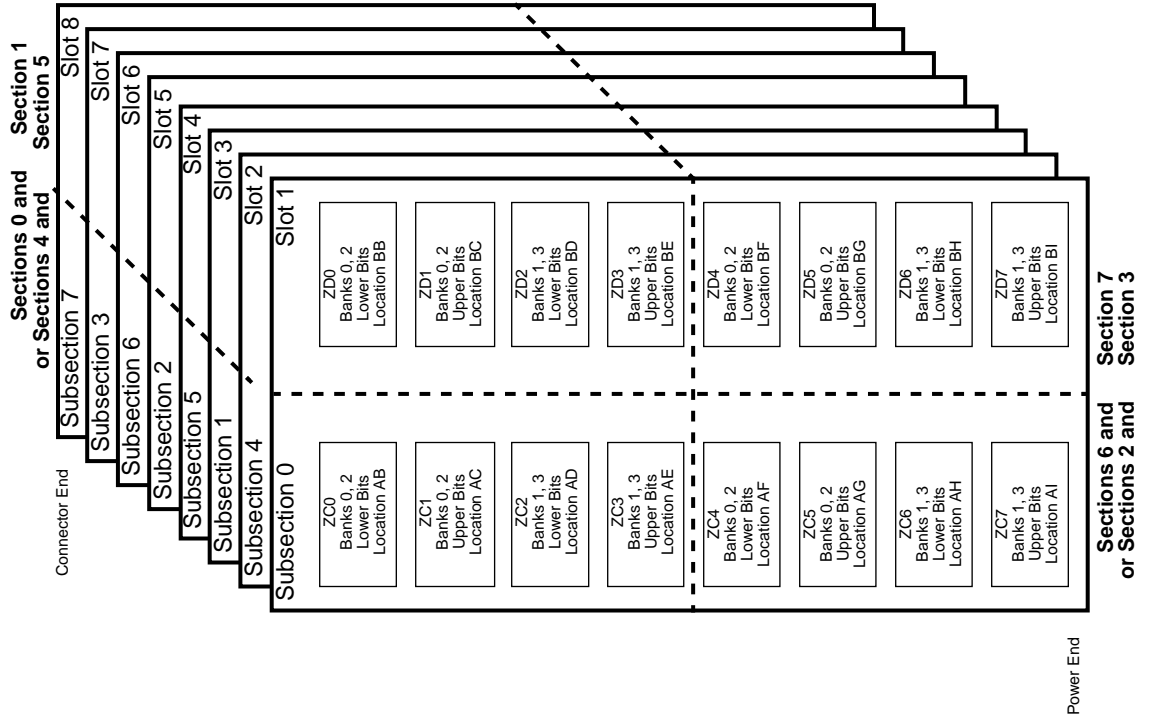 Sections 0 and Section 1
or Sections 4 and Section 5
Connector End
Subsection 7 Slot 8
Subsection 3 Slot 7
Subsection 6 Slot 6
Subsection 2 Slot 5
Subsection 5 Slot 4
Subsection 1 Slot 3
Subsection 4 Slot 2
Subsection 0 Slot 1
ZC0
Banks 0, 2
Lower Bits
Location AB
ZD0
Banks 0, 2
Lower Bits
Location BB
ZC1
Banks 0, 2
Upper Bits
Location AC
ZD1
Banks 0, 2
Upper Bits
Location BC
ZC2
Banks 1, 3
Lower Bits
Location AD
ZD2
Banks 1, 3
Lower Bits
Location BD
ZC3
Banks 1, 3
Upper Bits
Location AE
ZD3
Banks 1, 3
Upper Bits
Location BE
ZC4
Banks 0, 2
Lower Bits
Location AF
ZD4
Banks 0, 2
Lower Bits
Location BF
ZC5
Banks 0, 2
Upper Bits
Location AG
ZD5
Banks 0, 2
Upper Bits
Location BG
ZC6
Banks 1, 3
Lower Bits
Location AH
ZD6
Banks 1, 3
Lower Bits
Location BH
ZC7
Banks 1, 3
Upper Bits
Location AI
ZD7
Banks 1, 3
Upper Bits
Location BI
Power End
Sections 6 and Section 7
or Sections 2 and Section 3